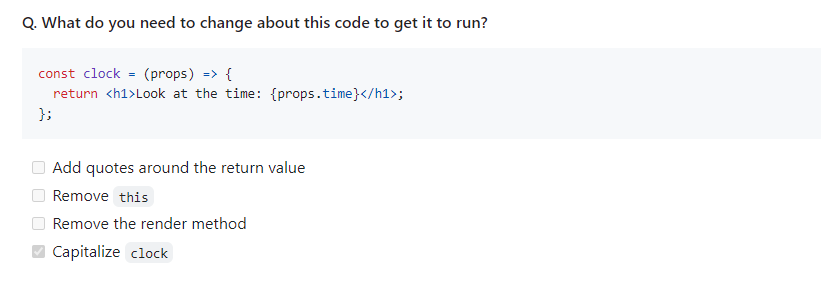 Q. What do you need to change about this code to get it to run?
const clock = (props) => {
  return <h1>Look at the time: {props.time}</h1>;
};
Add quotes around the return value
Remove this
Remove the render method
Capitalize clock